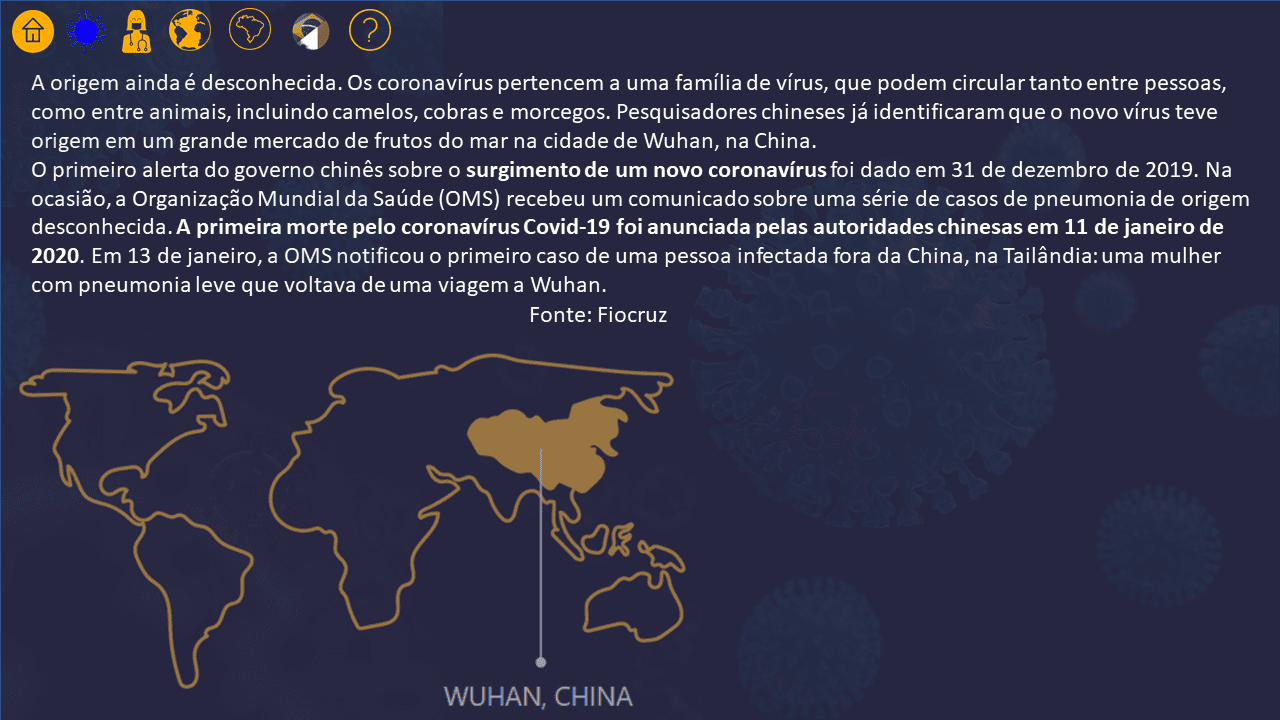 A origem ainda é desconhecida. Os coronavírus pertencem a uma família de vírus, que podem circular tanto entre pessoas,
como entre animais, incluindo camelos, cobras e morcegos. Pesquisadores chineses já identificaram que o novo vírus teve
origem em um grande mercado de frutos do mar na cidade de Wuhan, na China.
O primeiro alerta do governo chinês sobre o surgimento de um novo coronavírus foi dado em 31 de dezembro de 2019. Na
ocasião, a Organização Mundial da Saúde (OMS) recebeu um comunicado sobre uma série de casos de pneumonia de origem
desconhecida. A primeira morte pelo coronavírus Covid-19 foi anunciada pelas autoridades chinesas em 11 de janeiro de
2020. Em 13 de janeiro, a OMS notificou o primeiro caso de uma pessoa infectada fora da China, na Tailândia: uma mulher
com pneumonia leve que voltava de uma viagem a Wuhan.
Fonte: Fiocruz
WUHAN, CHINA